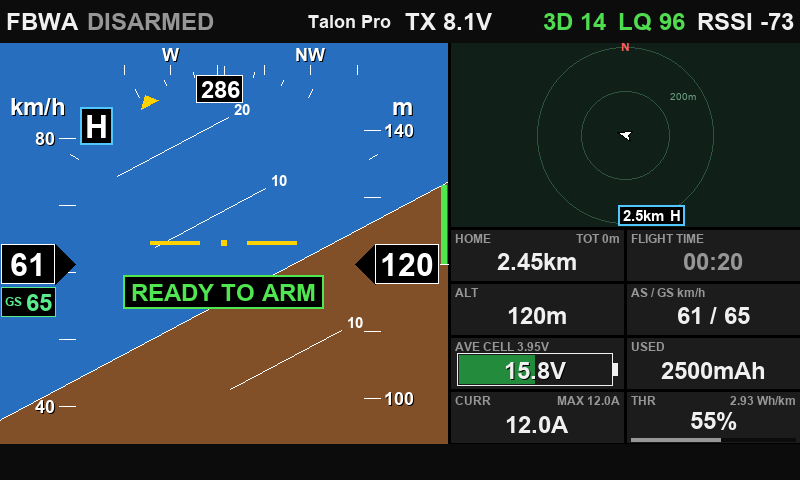 FBWA DISARMED Talon Pro TX 8.1V 3D 14 LQ 96 RSSI -73
W NW N
286
km/h H 20 m
200m
80 140
10
2.5km H
HOME TOT 0m FLIGHT TIME
61 120 2.45km 00:20
GS 65 READY TO ARM
ALT AS / GS km/h
120m 61 / 65
10
AVE CELL 3.95V USED
15.8V 2500mAh
40 100
CURR MAX 12.0A THR 2.93 Wh/km
12.0A 55%